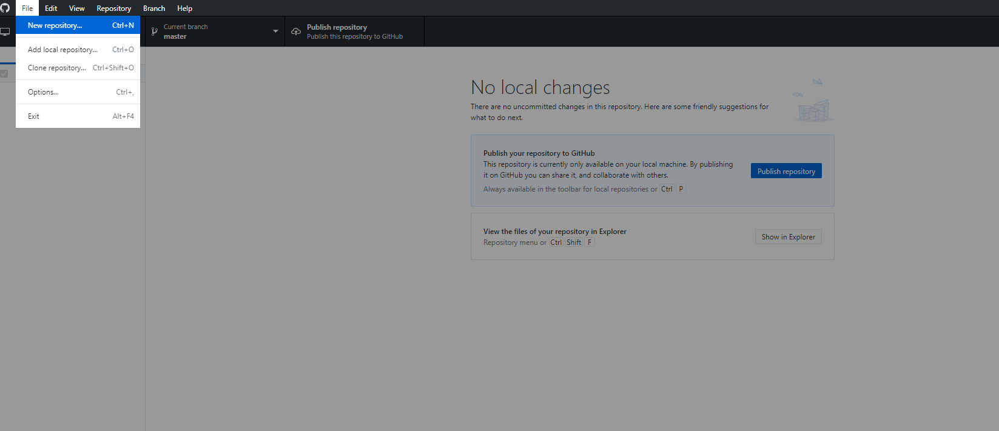 File Edit View Repository Branch Help
New repository... Ctrl+N
Add local repository... Ctrl+O
Clone repository... Ctrl+Shift+O
Options... Ctrl+,
Exit Alt+F4
Current branch
master
Publish repository
Publish this repository to GitHub
No local changes
There are no uncommitted changes in this repository. Here are some friendly suggestions for
what to do next.
Publish your repository to GitHub
This repository is currently only available on your local machine. By publishing
it on GitHub you can share it, and collaborate with others.
Always available in the toolbar for local repositories or Ctrl P
Publish repository
View the files of your repository in Explorer
Repository menu or Ctrl Shift F
Show in Explorer